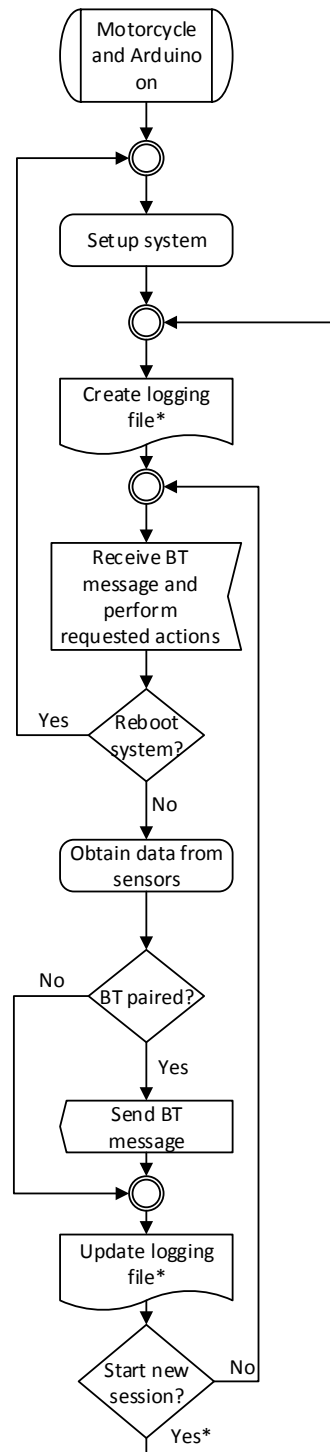 Motorcycle
and Arduino
on
Setup system
Create logging
file*
Receive BT
message and
perform
requested actions
Yes
Reboot
system?
No
Obtain data from
sensors
No
BT paired?
Yes
Send BT
message
Update logging
file*
Start new
session?
No
Yes*